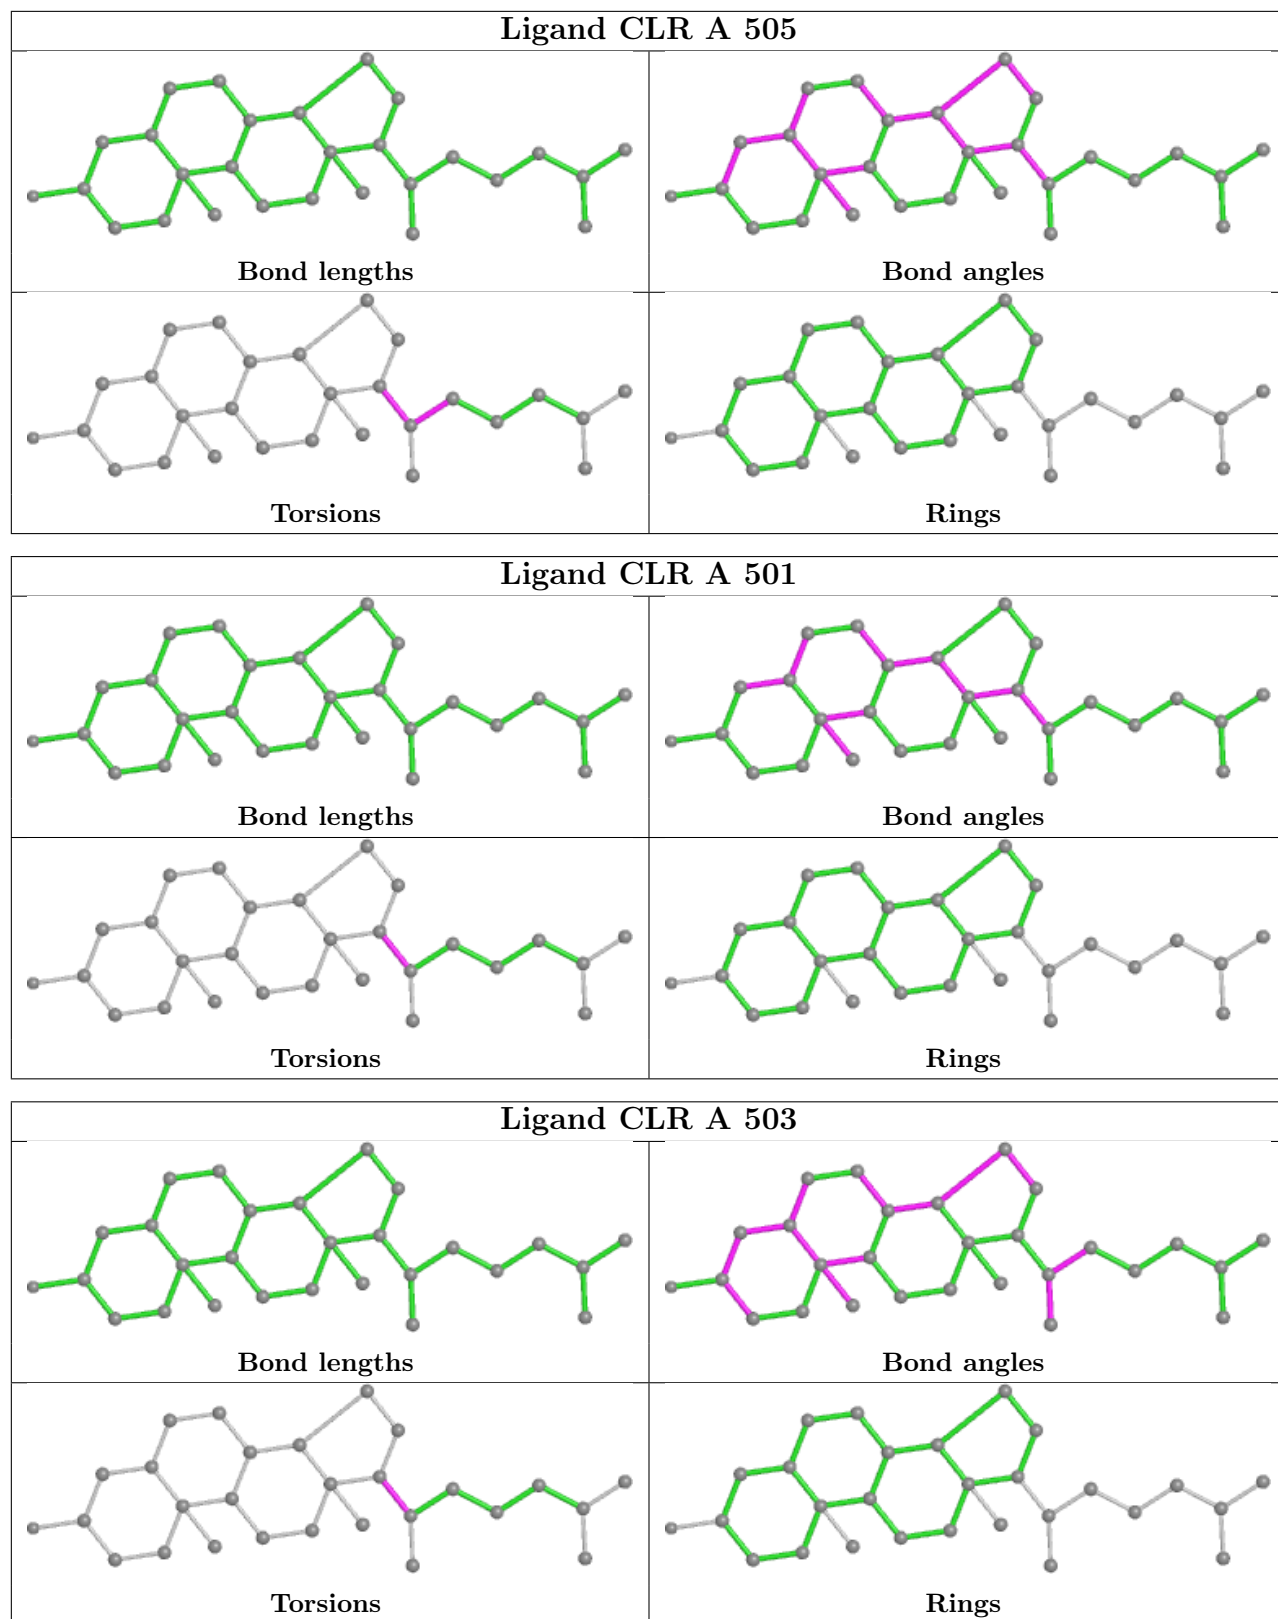 Ligand CLR A 505
Bond lengths
Bond angles
Torsions
Rings
Ligand CLR A 501
Bond lengths
Bond angles
Torsions
Rings
Ligand CLR A 503
Bond lengths
Bond angles
Torsions
Rings